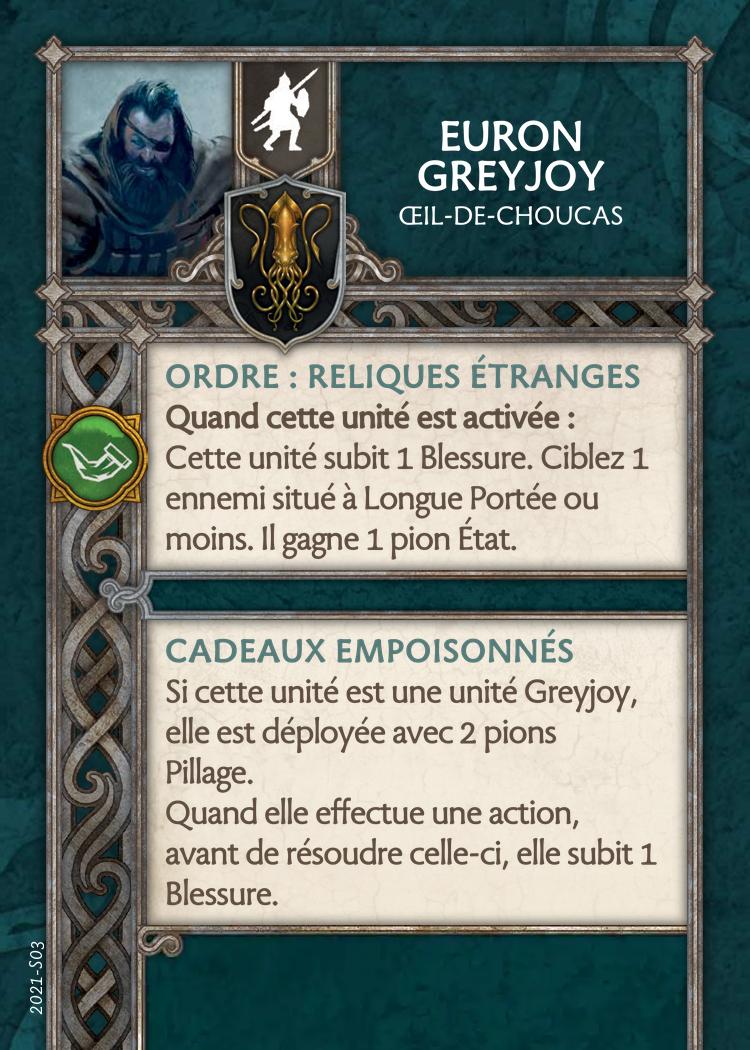 EURON
GREYJOY
ŒIL-DE-CHOUCAS
ORDRE : RELIQUES ÉTRANGES
Quand cette unité est activée :
Cette unité subit 1 Blessure. Ciblez 1
ennemi situé à Longue Portée ou
moins. Il gagne 1 pion État.
CADEAUX EMPOISONNÉS
Si cette unité est une unité Greyjoy,
elle est déployée avec 2 pions
Pillage.
Quand elle effectue une action,
avant de résoudre celle-ci, elle subit 1
Blessure.
2021-S03